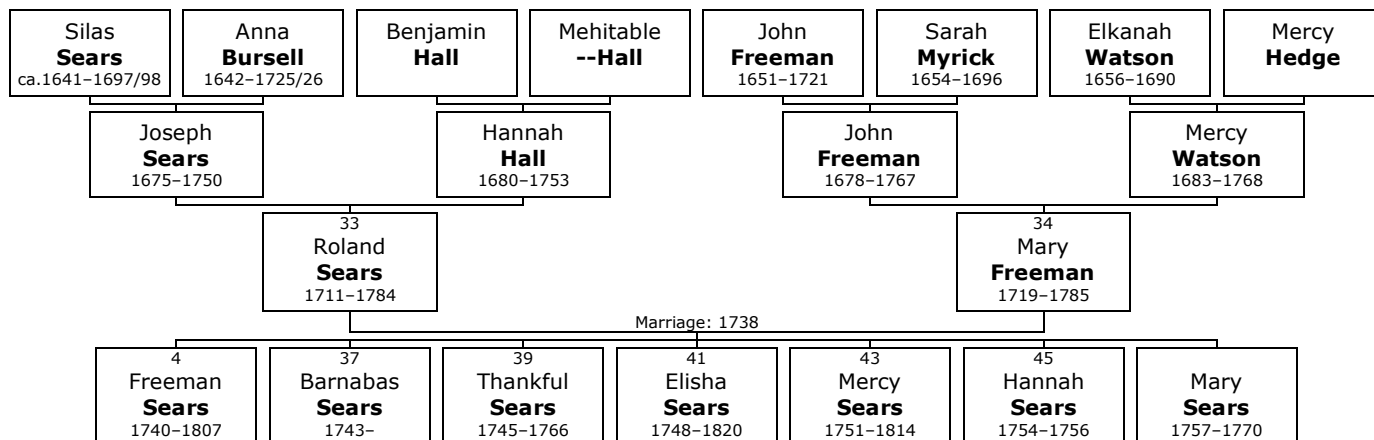 Silas
Sears
ca.1641–1697/98
Anna
Bursell
1642–1725/26
Benjamin
Hall
Mehitable
--Hall
John
Freeman
1651–1721
Sarah
Myrick
1654–1696
Elkanah
Watson
1656–1690
Mercy
Hedge
Joseph
Sears
1675–1750
Hannah
Hall
1680–1753
John
Freeman
1678–1767
Mercy
Watson
1683–1768
33
Roland
Sears
1711–1784
34
Mary
Freeman
1719–1785
Marriage: 1738
4
Freeman
Sears
1740–1807
37
Barnabas
Sears
1743–
39
Thankful
Sears
1745–1766
41
Elisha
Sears
1748–1820
43
Mercy
Sears
1751–1814
45
Hannah
Sears
1754–1756
Mary
Sears
1757–1770